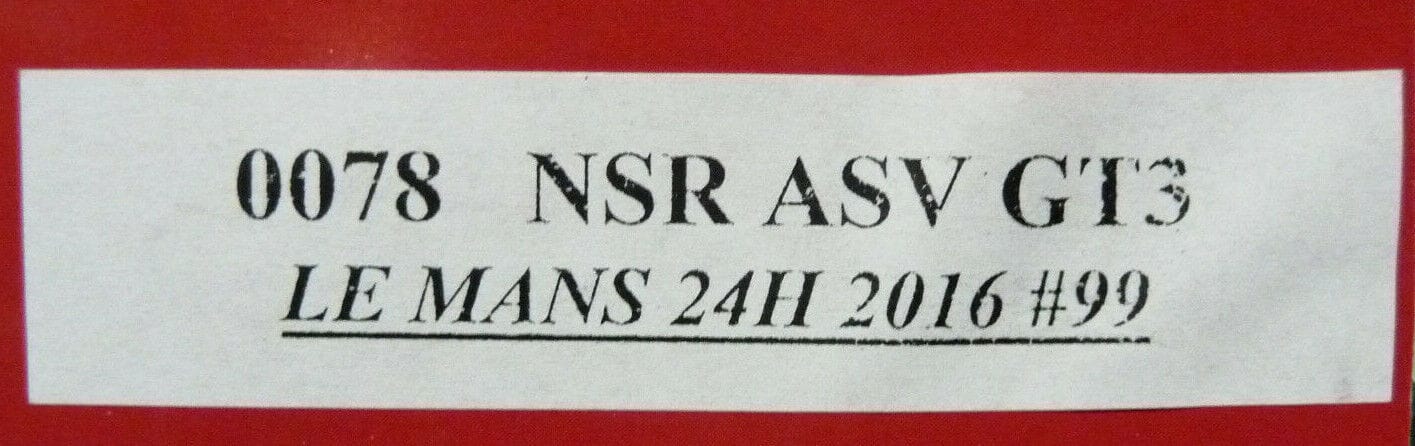 0078 NSR ASV GT3
LE MANS 24H 2016 #99